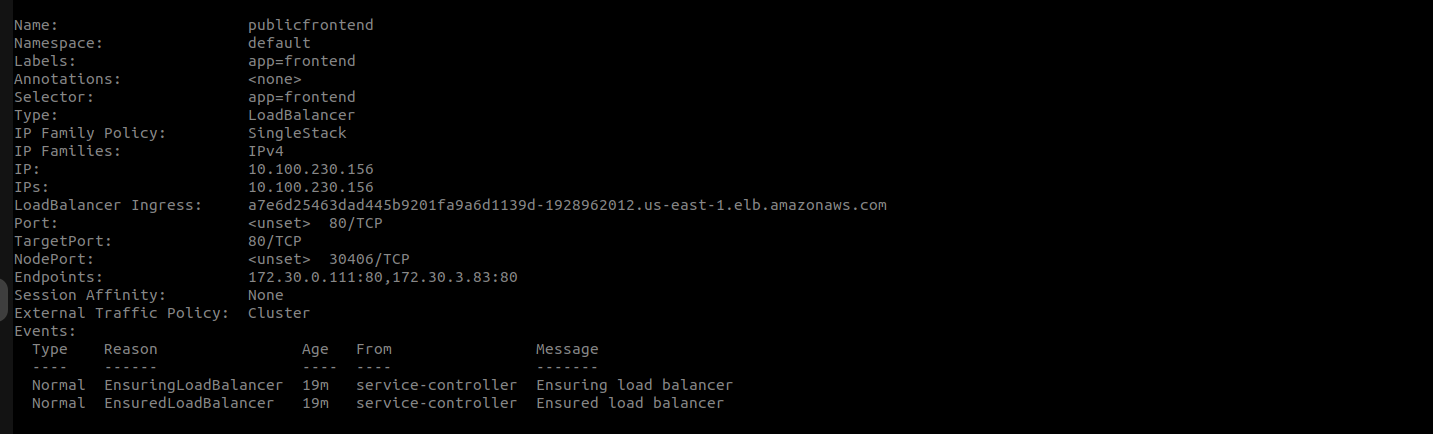 Name:                     publicfrontend
Namespace:                default
Labels:                   app=frontend
Annotations:              <none>
Selector:                 app=frontend
Type:                     LoadBalancer
IP Family Policy:         SingleStack
IP Families:              IPv4
IP:                       10.100.230.156
IPs:                      10.100.230.156
LoadBalancer Ingress:     a7e6d25463dad445b9201fa9a6d1139d-1928962012.us-east-1.elb.amazonaws.com
Port:                     <unset>  80/TCP
TargetPort:               80/TCP
NodePort:                 <unset>  30406/TCP
Endpoints:                172.30.0.111:80,172.30.3.83:80
Session Affinity:         None
External Traffic Policy:  Cluster
Events:
  Type    Reason                Age   From                Message
  ----    ------                ----  ----                -------
  Normal  EnsuringLoadBalancer  19m   service-controller  Ensuring load balancer
  Normal  EnsuredLoadBalancer   19m   service-controller  Ensured load balancer